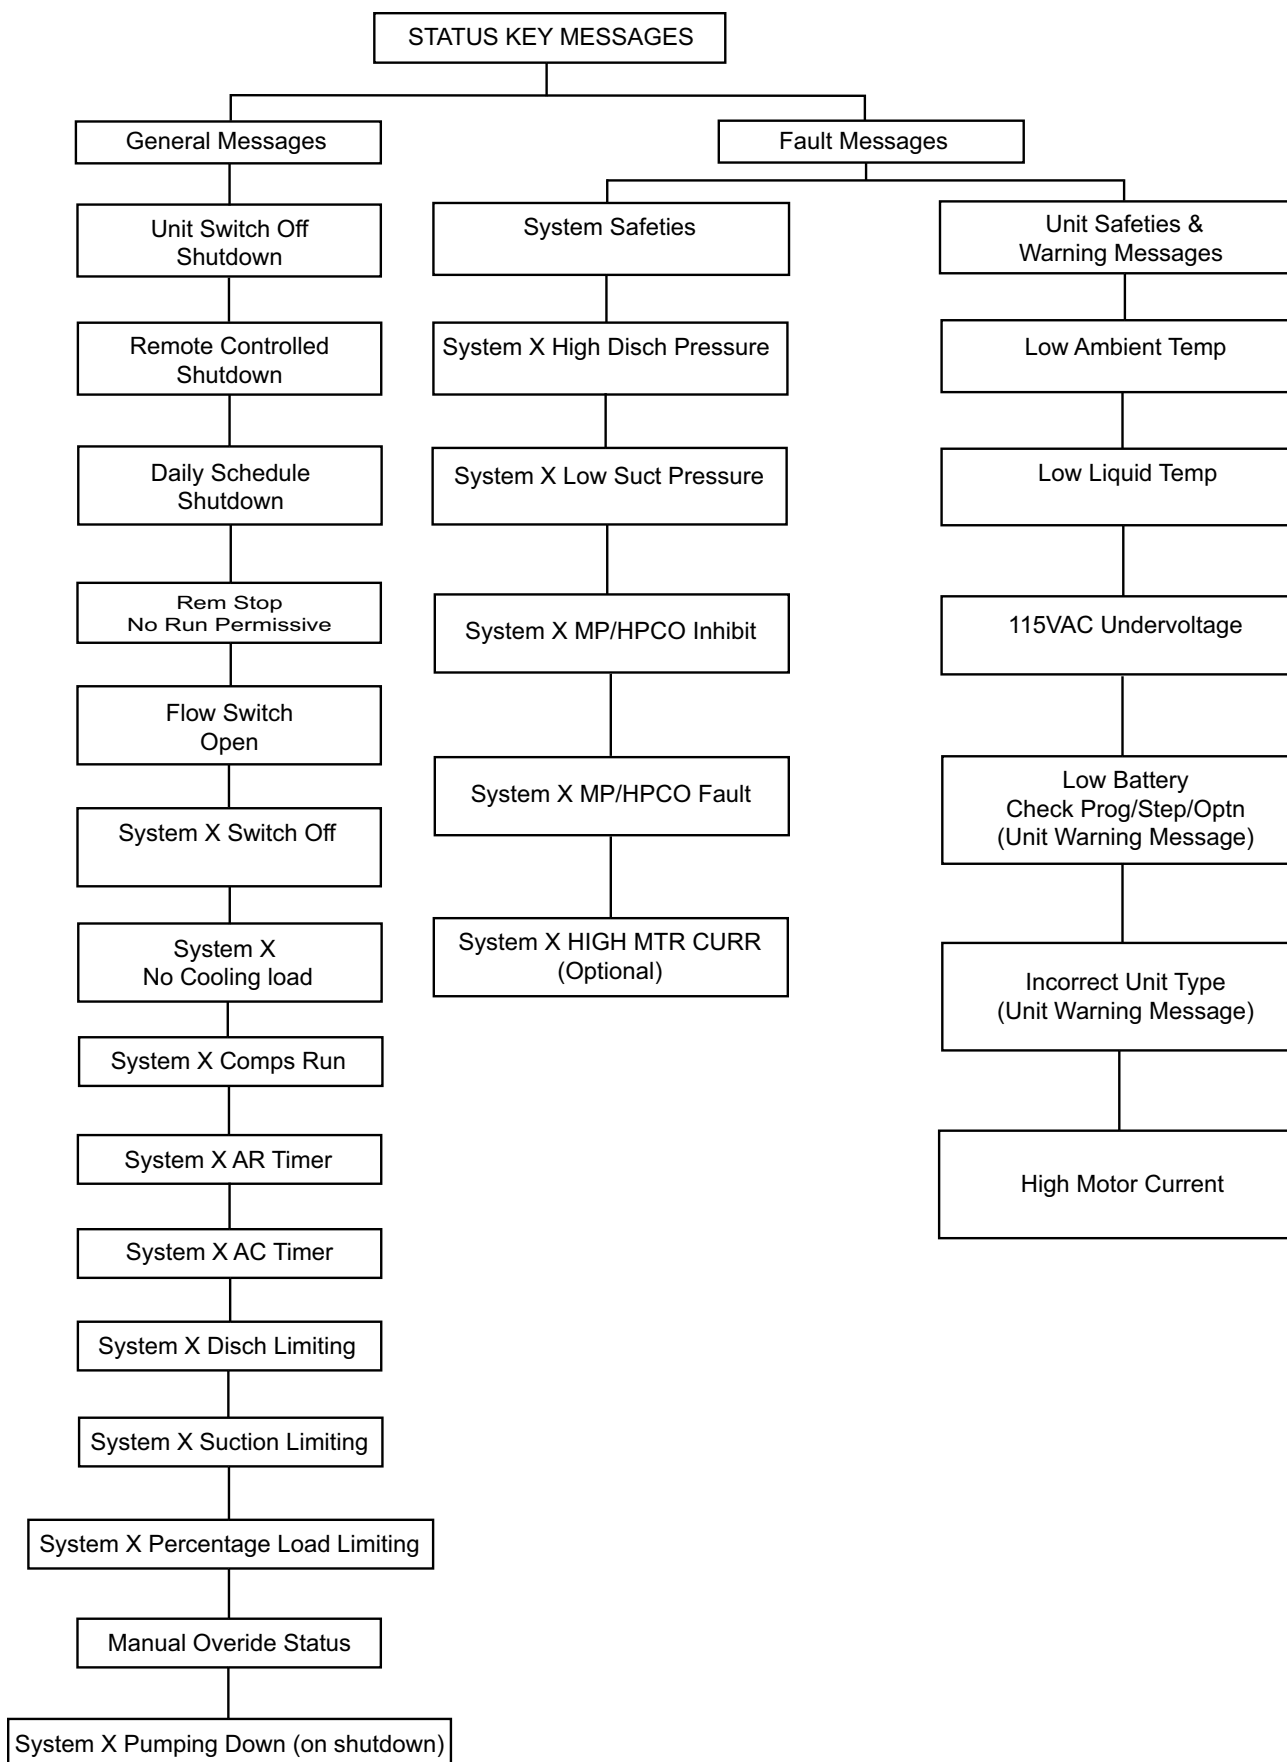 STATUS KEY MESSAGES
General Messages
Unit Switch Off
Shutdown
Remote Controlled
Shutdown
Daily Schedule
Shutdown
Rem Stop
No Run Permissive
Flow Switch
Open
System X Switch Off
System X
No Cooling load
System X Comps Run
System X AR Timer
System X AC Timer
System X Disch Limiting
System X Suction Limiting
System X Percentage Load Limiting
Manual Overide Status
System X Pumping Down (on shutdown)
Fault Messages
System Safeties
System X High Disch Pressure
System X Low Suct Pressure
System X MP/HPCO Inhibit
System X MP/HPCO Fault
System X HIGH MTR CURR
(Optional)
Unit Safeties &
Warning Messages
Low Ambient Temp
Low Liquid Temp
115VAC Undervoltage
Low Battery
Check Prog/Step/Optn
(Unit Warning Message)
Incorrect Unit Type
(Unit Warning Message)
High Motor Current